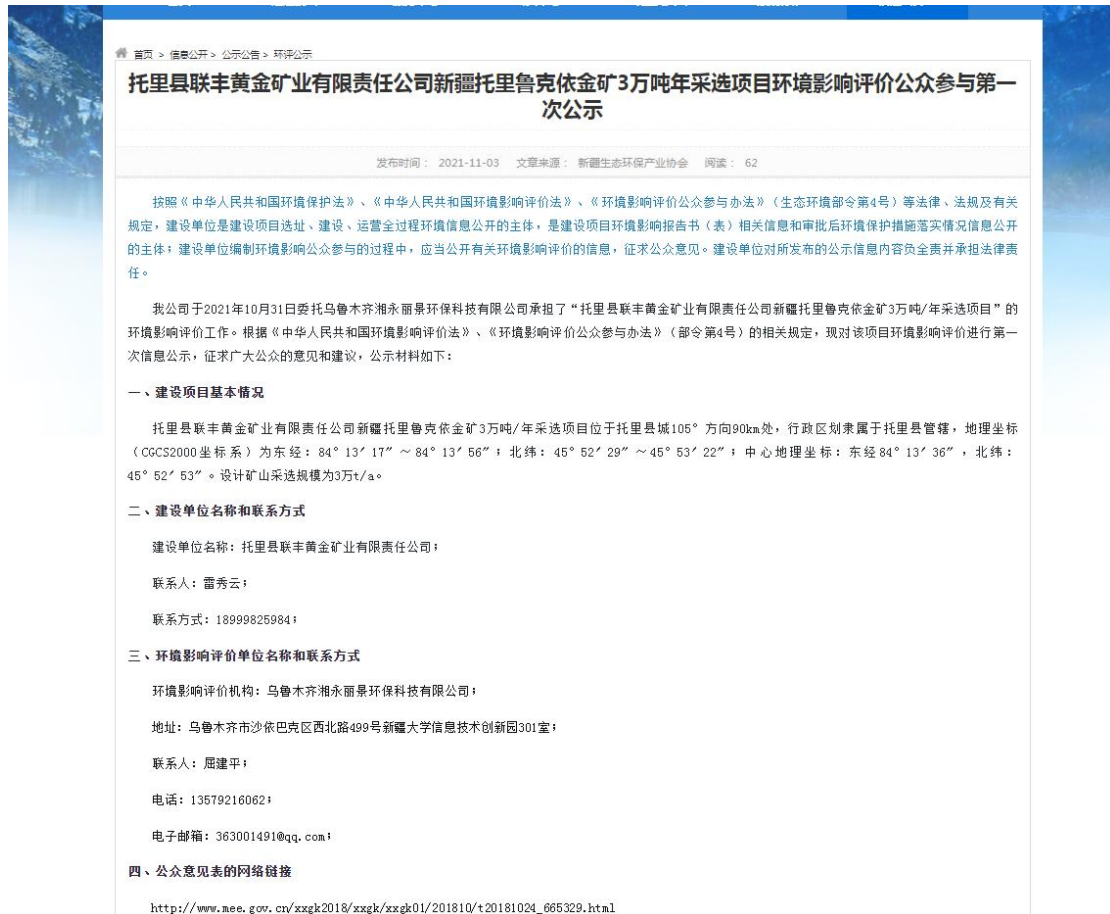 首页 > 信息公开 > 公示公告 > 环评公示
托里县联丰黄金矿业有限责任公司新疆托里鲁克依金矿3万吨年采选项目环境影响评价公众参与第一
次公示
发布时间： 2021-11-03 文章来源： 新疆生态环保产业协会 阅读： 62
按照《中华人民共和国环境保护法》、《中华人民共和国环境影响评价法》、《环境影响评价公众参与办法》（生态环境部令第4号）等法律、法规及有关
规定，建设单位是建设项目选址、建设、运营全过程环境信息公开的主体，是建设项目环境影响报告书（表）相关信息和审批后环境保护措施落实情况信息公开
的主体；建设单位编制环境影响公众参与的过程中，应当公开有关环境影响评价的信息，征求公众意见。建设单位对所发布的公示信息内容负全责并承担法律责
任。
我公司于2021年10月31日委托乌鲁木齐湘永丽景环保科技有限公司承担了“托里县联丰黄金矿业有限责任公司新疆托里鲁克依金矿3万吨/年采选项目”的
环境影响评价工作。根据《中华人民共和国环境影响评价法》、《环境影响评价公众参与办法》（部令第4号）的相关规定，现对该项目环境影响评价进行第一
次信息公示，征求广大公众的意见和建议，公示材料如下：
一、建设项目基本情况
托里县联丰黄金矿业有限责任公司新疆托里鲁克依金矿3万吨/年采选项目位于托里县城105°方向90km处，行政区划隶属于托里县管辖，地理坐标
（CGCS2000坐标系）为东经：84°13′17″～84°13′56″；北纬：45°52′29″～45°53′22″；中心地理坐标：东经84°13′36″，北纬：
45°52′53″。设计矿山采选规模为3万t/a。
二、建设单位名称和联系方式
建设单位名称：托里县联丰黄金矿业有限责任公司；
联系人：雷秀云；
联系方式：18999825984；
三、环境影响评价单位名称和联系方式
环境影响评价机构：乌鲁木齐湘永丽景环保科技有限公司；
地址：乌鲁木齐市沙依巴克区西北路499号新疆大学信息技术创新园301室；
联系人：屈建平；
电话：13579216062；
电子邮箱：363001491@qq.com；
四、公众意见表的网络链接
http://www.mee.gov.cn/xxgk2018/xxgk/xxgk01/201810/t20181024_665329.html